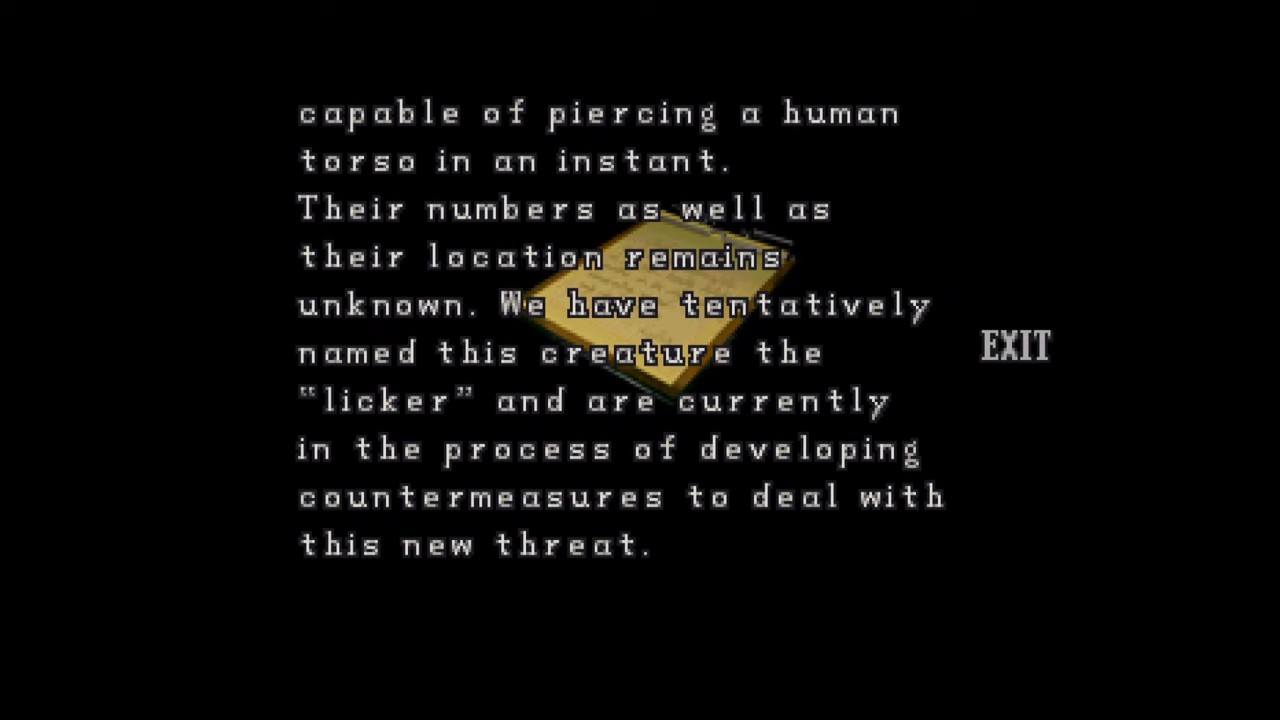 capable of piercing a human
torso in an instant.
Their numbers as well as
their location remains
unknown. We have tentatively
named this creature the
EXIT
“licker” and are currently
in the process of developing
countermeasures to deal with
this new threat.